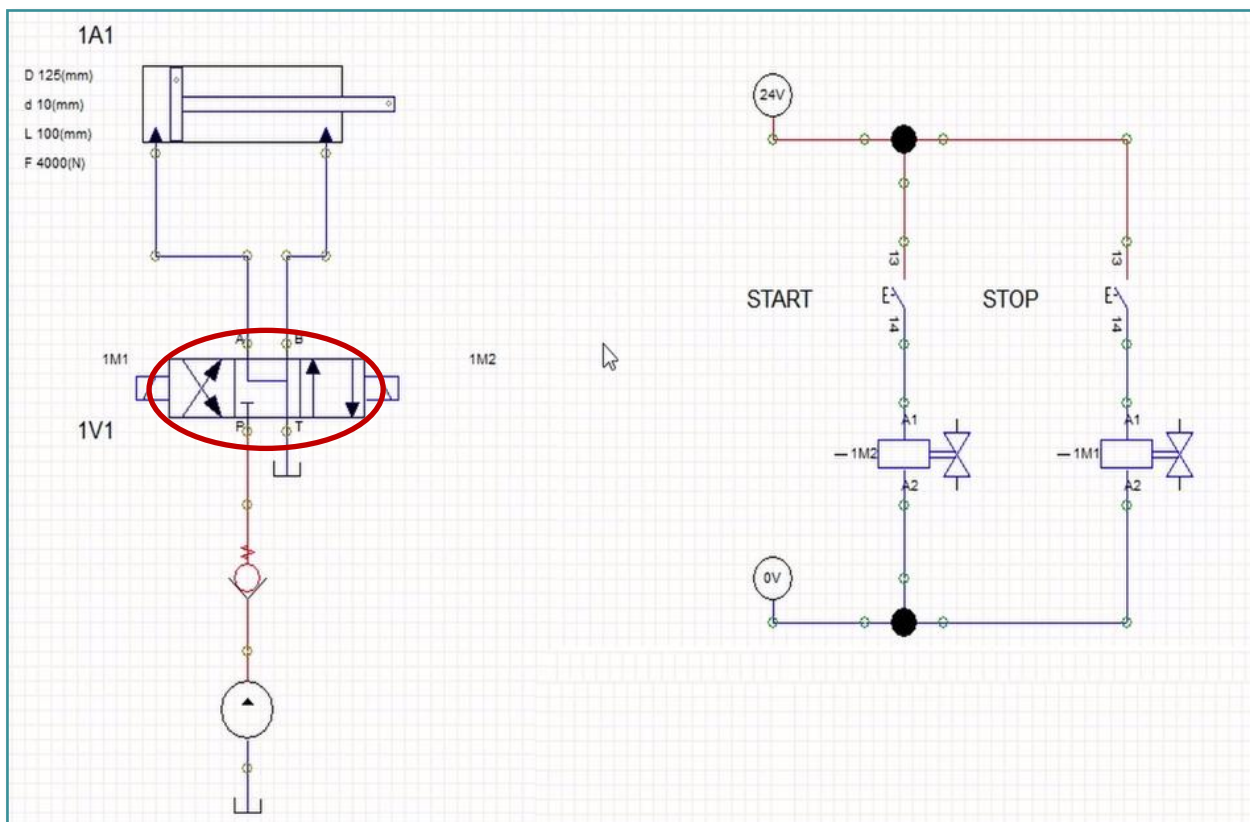 1A1
D 125(mm)
d 10(mm)
L 100(mm)
F 4000(N)
A
B
1M1
1M2
1V1
P
T
24V
13
13
START
STOP
14
14
A1
A1
1M2
1M1
A2
A2
0V